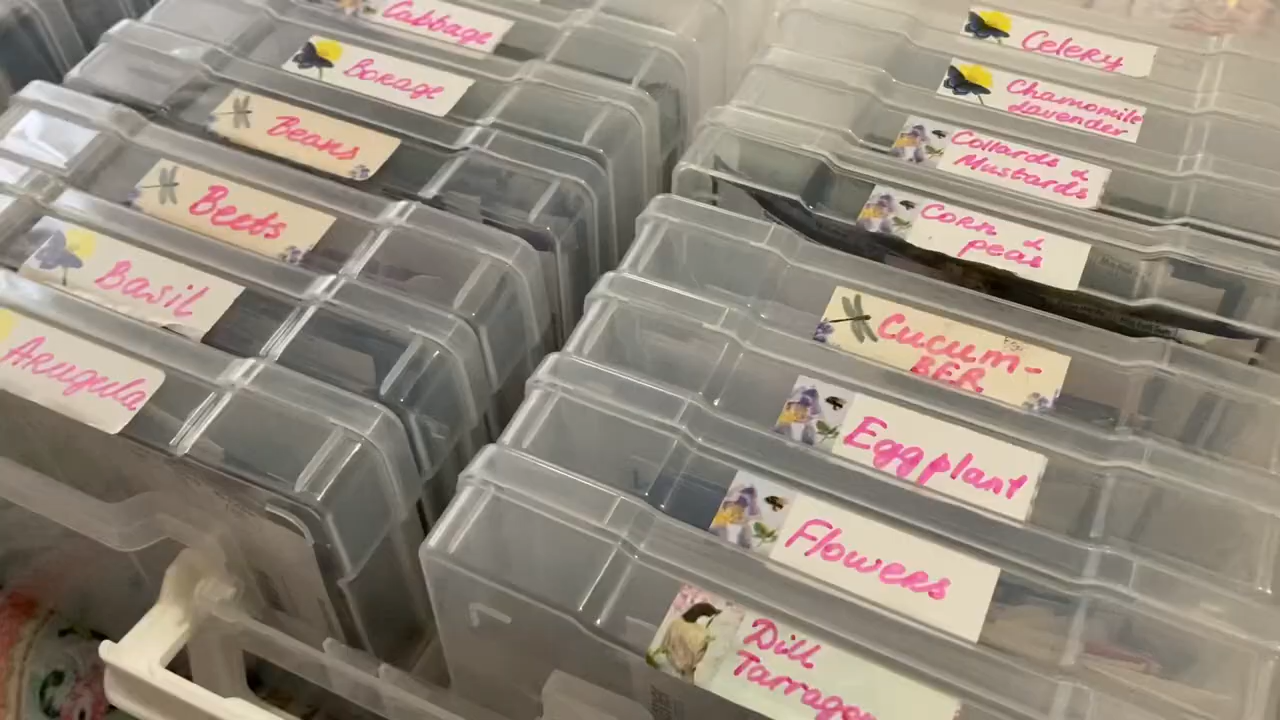 Cabbage
Borage
Beans
Beets
Basil
Arugula
Celery
Chamomile
Lavender
Collards &
Mustards
Corn &
peas
Cucum-
BER
Eggplant
Flowers
Dill
Tarragon